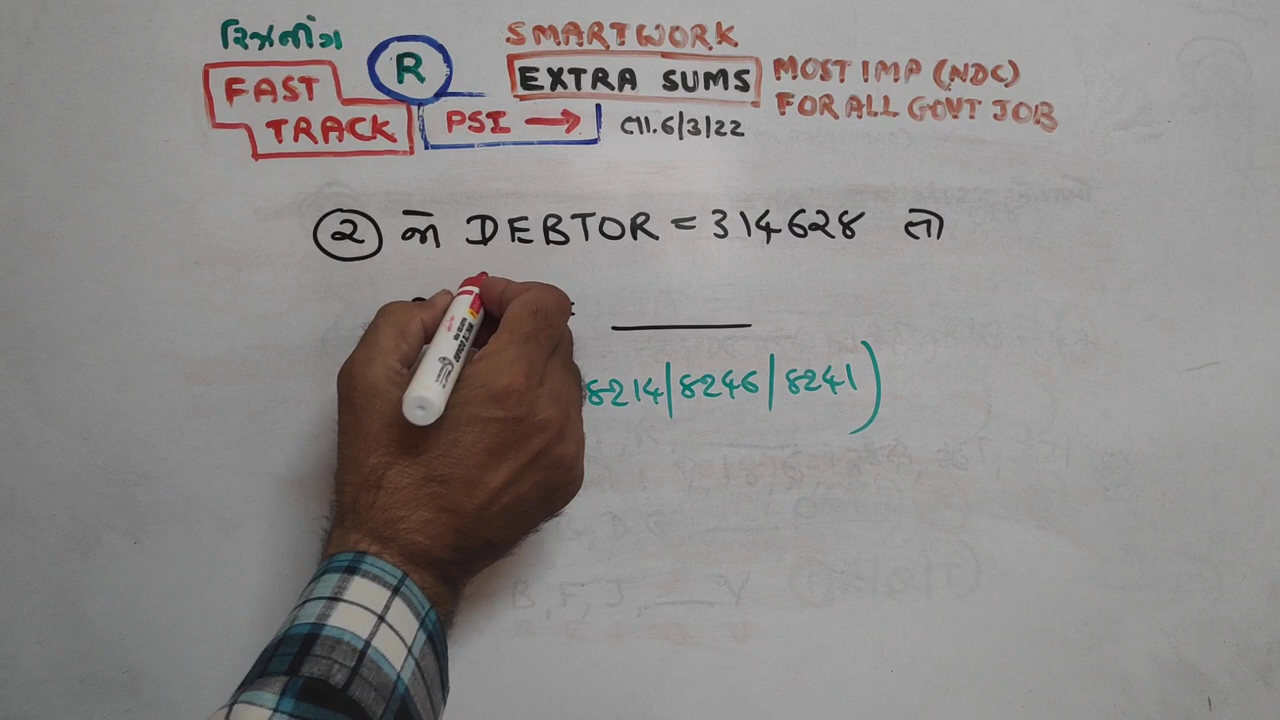 રિઝનીંગ
FAST
TRACK
R
PSI →
SMARTWORK
EXTRA SUMS
તા.6/3/22
MOST IMP (NDC)
FOR ALL GOVT JOB
૨ જો DEBTOR = 314628 તો
8214/8246/8241)